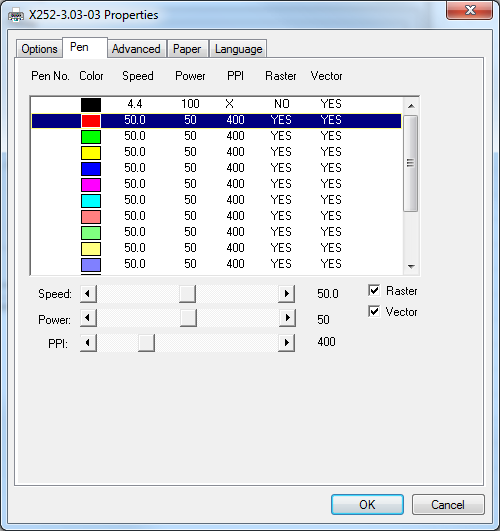 X252-3.03-03 Properties
Options Pen Advanced Paper Language
Pen No. Color Speed Power PPI Raster Vector
4.4 100 X NO YES
50.0 50 400 YES YES
50.0 50 400 YES YES
50.0 50 400 YES YES
50.0 50 400 YES YES
50.0 50 400 YES YES
50.0 50 400 YES YES
50.0 50 400 YES YES
50.0 50 400 YES YES
50.0 50 400 YES YES
50.0 50 400 YES YES
Speed: 50.0 Raster
Power: 50 Vector
PPI: 400
OK Cancel